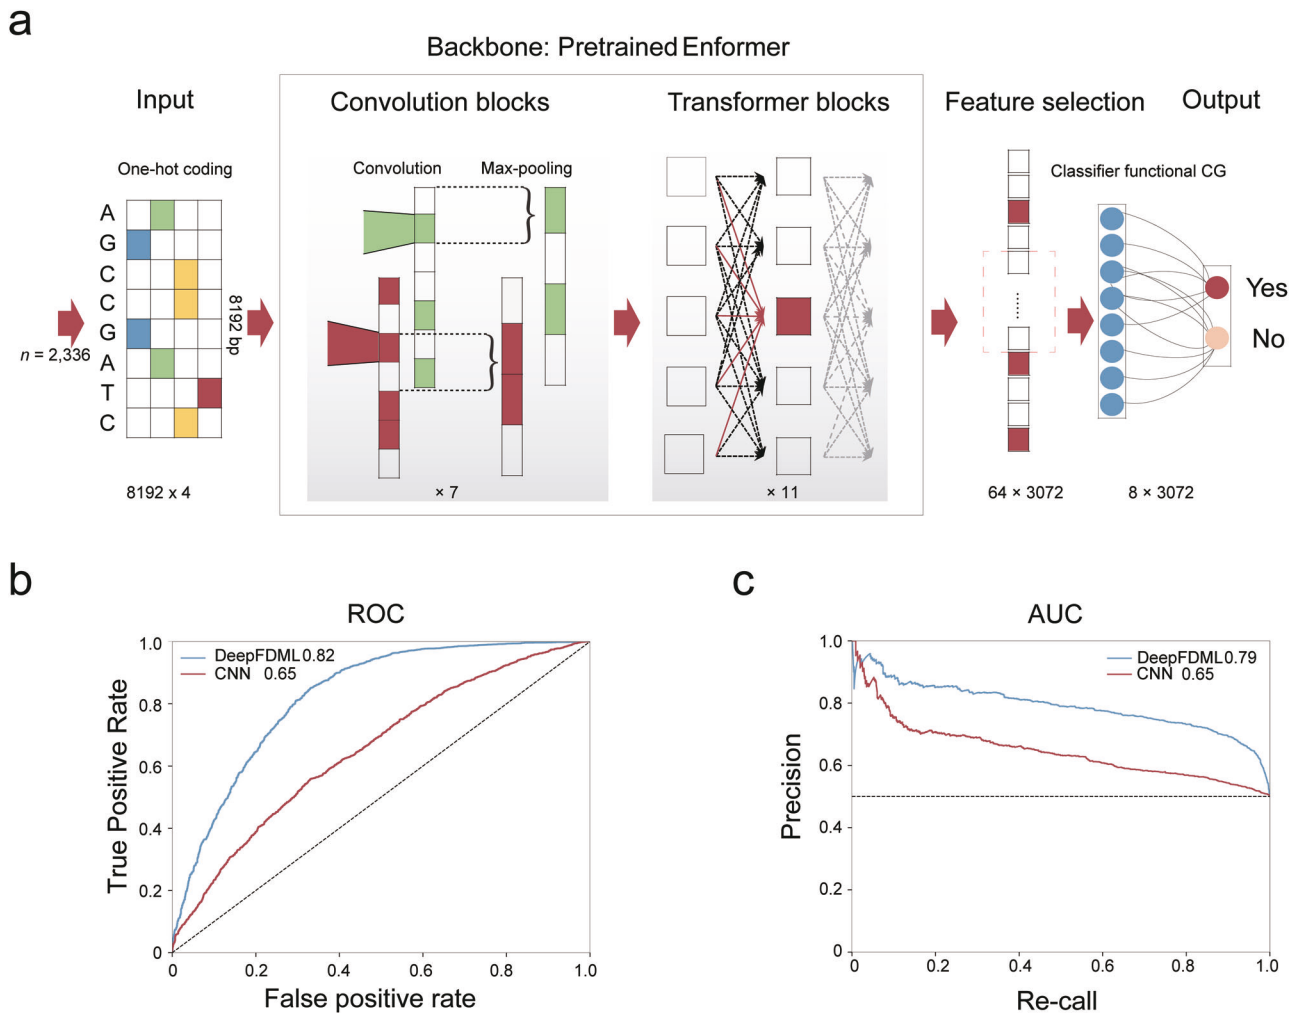 a
Backbone: Pretrained Enformer
Input
Convolution blocks
Transformer blocks
Feature selection
Output
One-hot coding
Convolution
Max-pooling
Classifier functional CG
A
G
C
C
G
A
T
C
n = 2,336
8192 bp
Yes
No
8192 x 4
× 7
× 11
64 × 3072
8 × 3072
b
ROC
DeepFDML 0.82
CNN 0.65
True Positive Rate
1.0
0.8
0.6
0.4
0.2
0
0
0.2
0.4
0.6
0.8
1.0
False positive rate
c
AUC
DeepFDML 0.79
CNN 0.65
Precision
1.0
0.8
0.6
0.4
0.2
0
0
0.2
0.4
0.6
0.8
1.0
Re-call